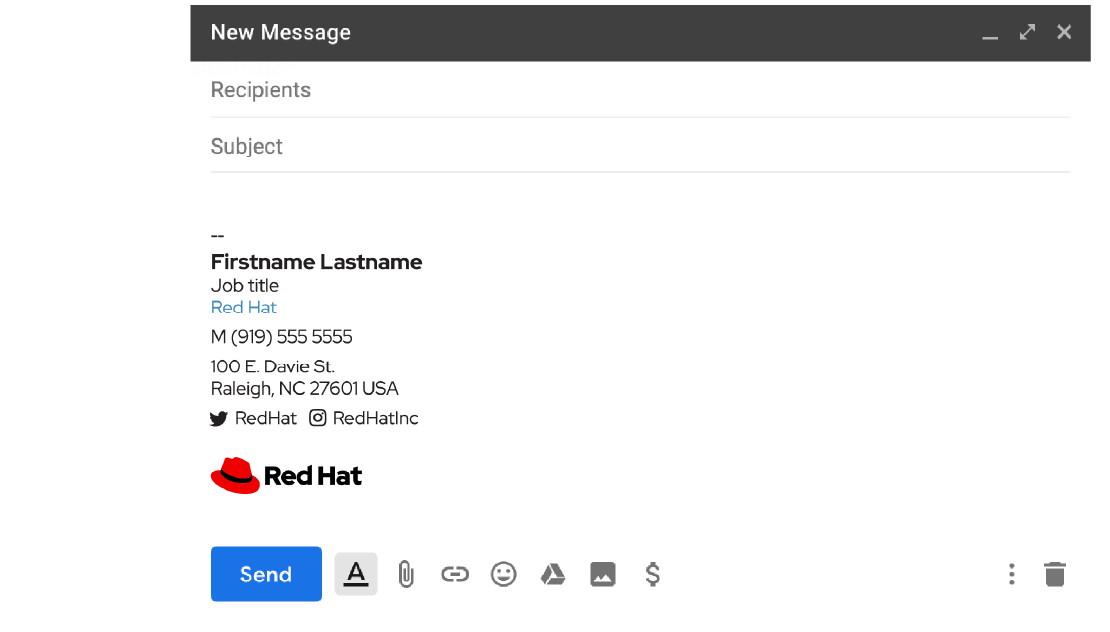 New Message
Recipients
Subject
--
Firstname Lastname
Job title
Red Hat
M (919) 555 5555
100 E. Davie St.
Raleigh, NC 27601 USA
RedHat RedHatInc
Red Hat
Send